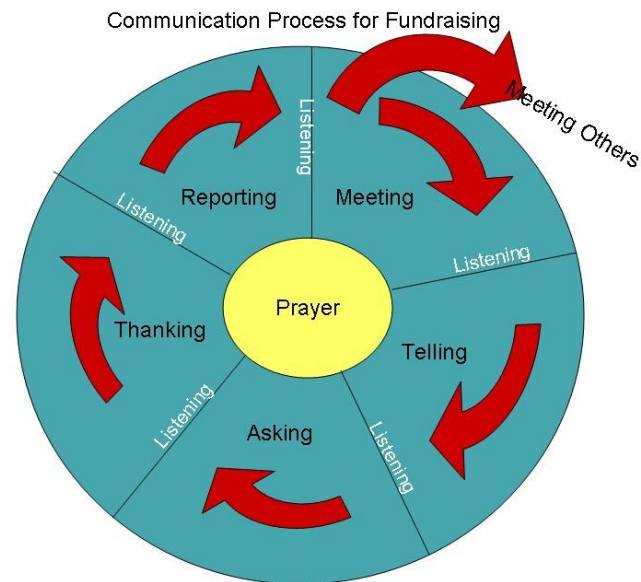 Communication Process for Fundraising
Meeting Others
Listening
Reporting
Meeting
Listening
Listening
Prayer
Thanking
Telling
Asking
Listening
Listening